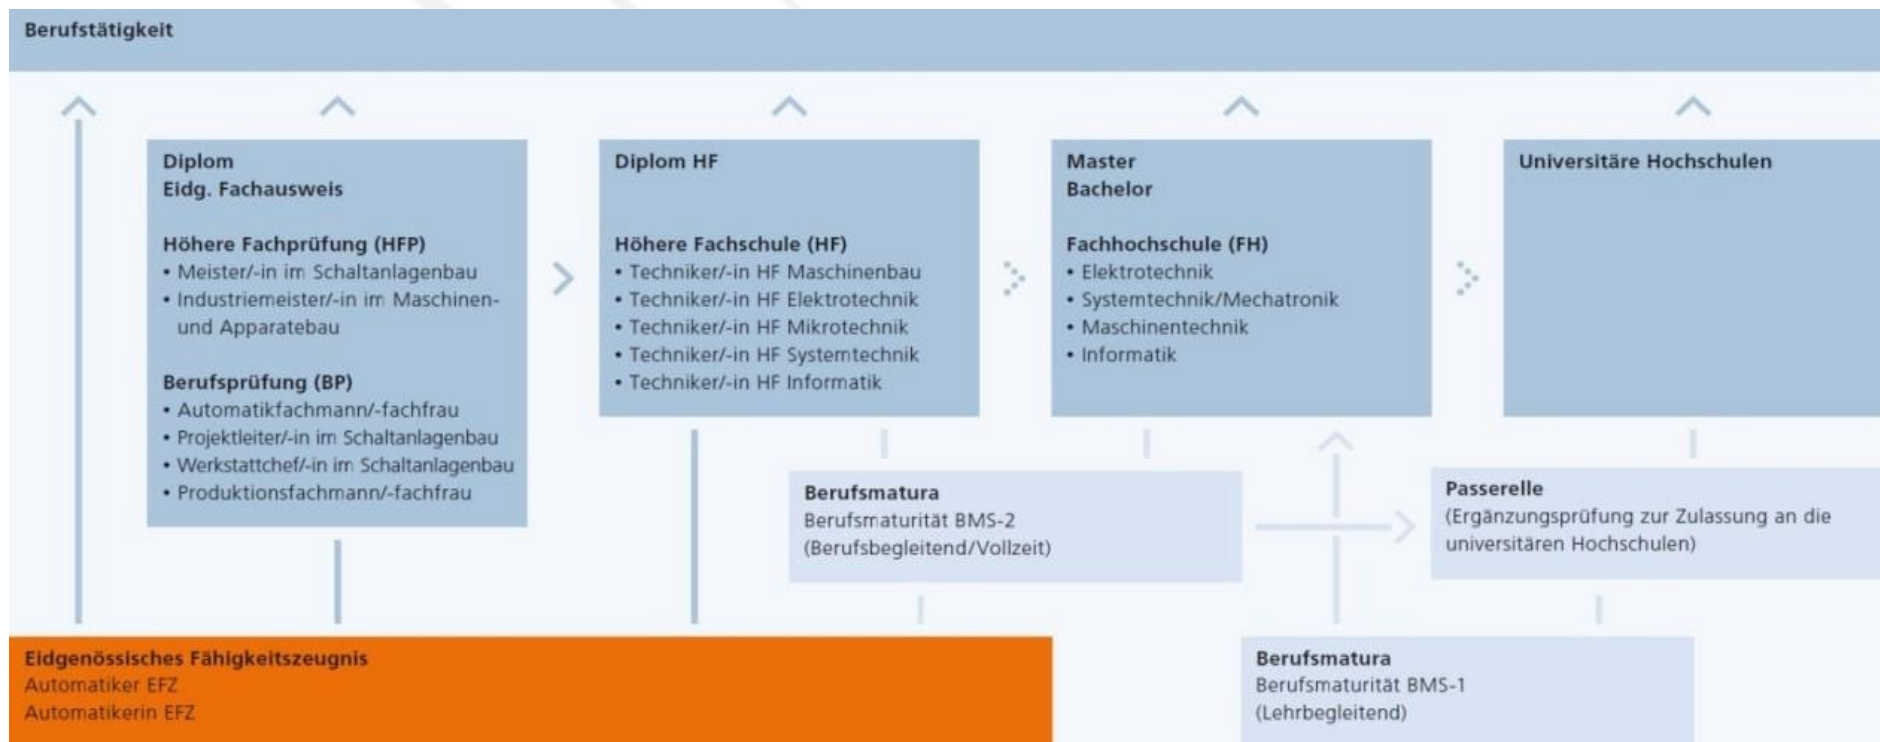 Berufstätigkeit
Diplom
Eidg. Fachausweis
Höhere Fachprüfung (HFP)
• Meister/-in im Schaltanlagenbau
• Industriemeister/-in im Maschinen-
und Apparatebau
Berufsprüfung (BP)
• Automatikfachmann/-fachfrau
• Projektleiter/-in im Schaltanlagenbau
• Werkstattchef/-in im Schaltanlagenbau
• Produktionsfachmann/-fachfrau
Diplom HF
Höhere Fachschule (HF)
• Techniker/-in HF Maschinenbau
• Techniker/-in HF Elektrotechnik
• Techniker/-in HF Mikrotechnik
• Techniker/-in HF Systemtechnik
• Techniker/-in HF Informatik
Master
Bachelor
Fachhochschule (FH)
• Elektrotechnik
• Systemtechnik/Mechatronik
• Maschinentechnik
• Informatik
Universitäre Hochschulen
Berufsmatura
Berufsmaturität BMS-2
(Berufsbegleitend/Vollzeit)
Passerelle
(Ergänzungsprüfung zur Zulassung an die
universitären Hochschulen)
Eidgenössisches Fähigkeitszeugnis
Automatiker EFZ
Automatikerin EFZ
Berufsmatura
Berufsmaturität BMS-1
(Lehrbegleitend)